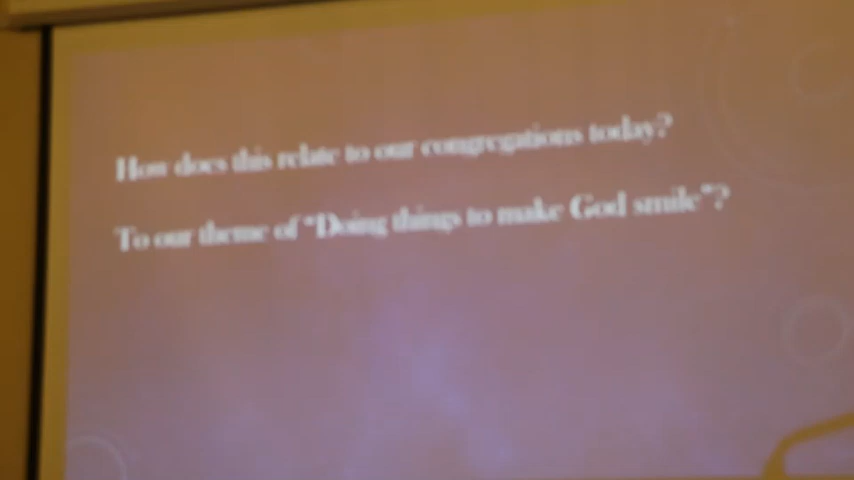 How does this relate to our congregations today?
To our theme of “Doing things to make God smile”?